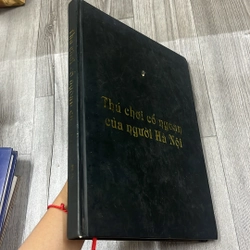 Thú chơi cổ ngoạn
của người Hà Nội